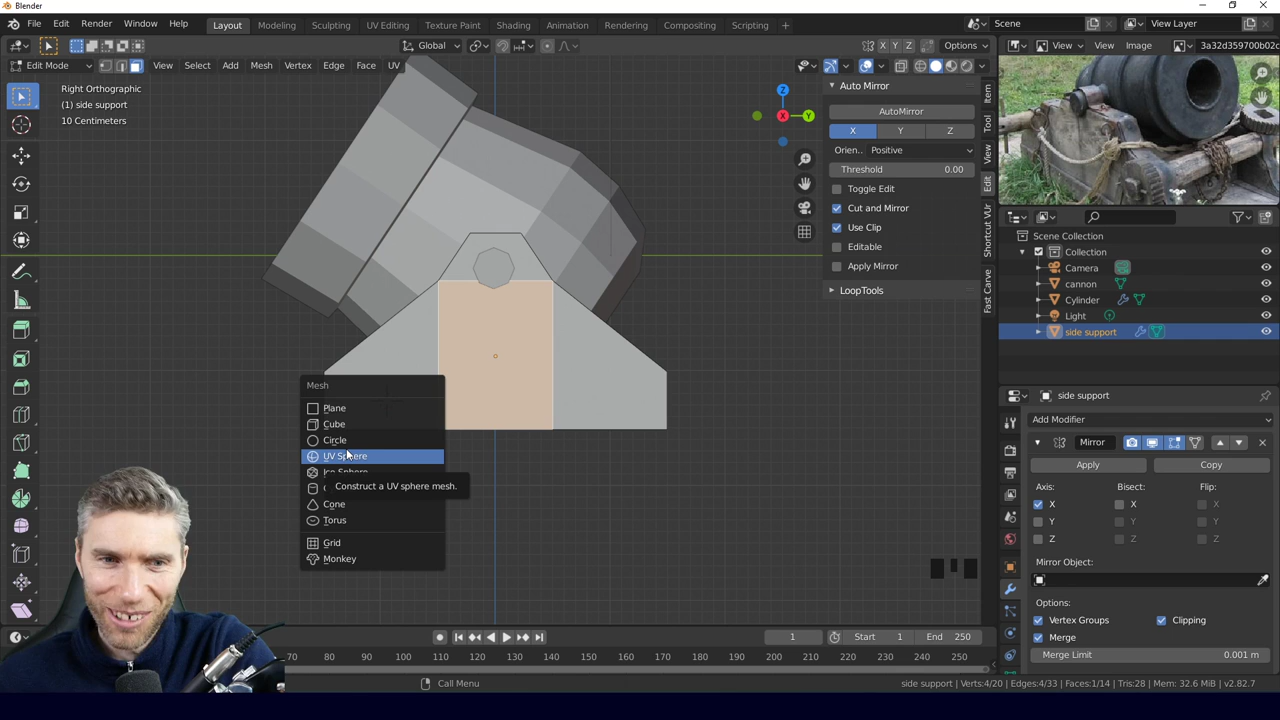 Blender
File
Edit
Render
Window
Help
Layout
Modeling
Sculpting
UV Editing
Texture Paint
Shading
Animation
Rendering
Compositing
Scripting
+
Scene
View Layer
Global
X Y Z
Options
View
View
Image
3a32d359700b02c
Edit Mode
View
Select
Add
Mesh
Vertex
Edge
Face
UV
Right Orthographic
(1) side support
10 Centimeters
Z
X
Y
Auto Mirror
AutoMirror
X
Y
Z
Orien..
Positive
Threshold
0.00
Toggle Edit
Cut and Mirror
Use Clip
Editable
Apply Mirror
LoopTools
Item
Tool
View
Edit
Shortcut VUr
Fast Carve
Scene Collection
Collection
Camera
cannon
Cylinder
Light
side support
side support
Add Modifier
Mirror
Apply
Copy
Axis:
Bisect:
Flip:
X
X
X
Y
Y
Y
Z
Z
Z
Mirror Object:
Options:
Vertex Groups
Clipping
Merge
Merge Limit
0.001 m
Mesh
Plane
Cube
Circle
UV Sphere
Construct a UV sphere mesh.
Cone
Torus
Grid
Monkey
1
Start
1
End
250
70
80
90
100
110
120
130
140
150
160
170
180
190
200
210
220
230
240
250
Call Menu
side support | Verts:4/20 | Edges:4/33 | Faces:1/14 | Tris:28 | Mem: 32.6 MiB | v2.82.7